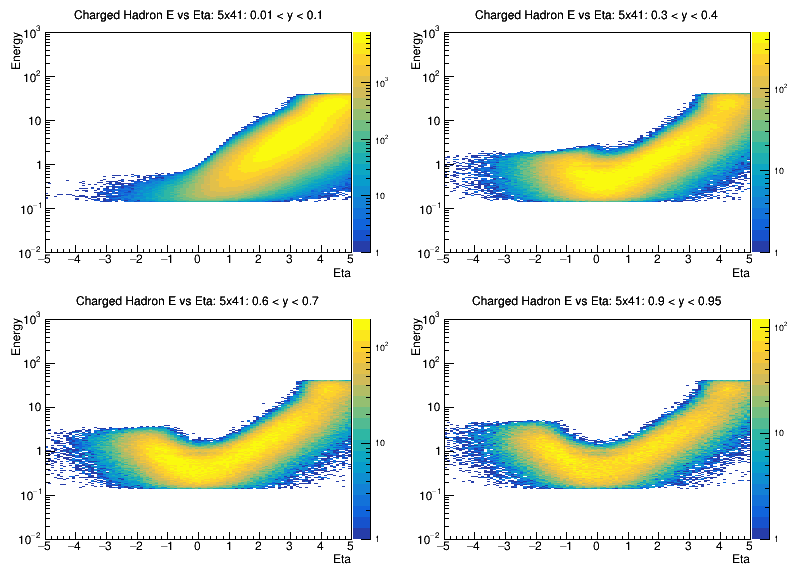 Charged Hadron E vs Eta: 5x41: 0.01 < y < 0.1
Energy
10³
10²
10
1
10⁻¹
10⁻²
−5 −4 −3 −2 −1 0 1 2 3 4 5
Eta
10³
10²
10
1
Charged Hadron E vs Eta: 5x41: 0.3 < y < 0.4
Energy
10³
10²
10
1
10⁻¹
10⁻²
−5 −4 −3 −2 −1 0 1 2 3 4 5
Eta
10²
10
1
Charged Hadron E vs Eta: 5x41: 0.6 < y < 0.7
Energy
10³
10²
10
1
10⁻¹
10⁻²
−5 −4 −3 −2 −1 0 1 2 3 4 5
Eta
10²
10
1
Charged Hadron E vs Eta: 5x41: 0.9 < y < 0.95
Energy
10³
10²
10
1
10⁻¹
10⁻²
−5 −4 −3 −2 −1 0 1 2 3 4 5
Eta
10²
10
1